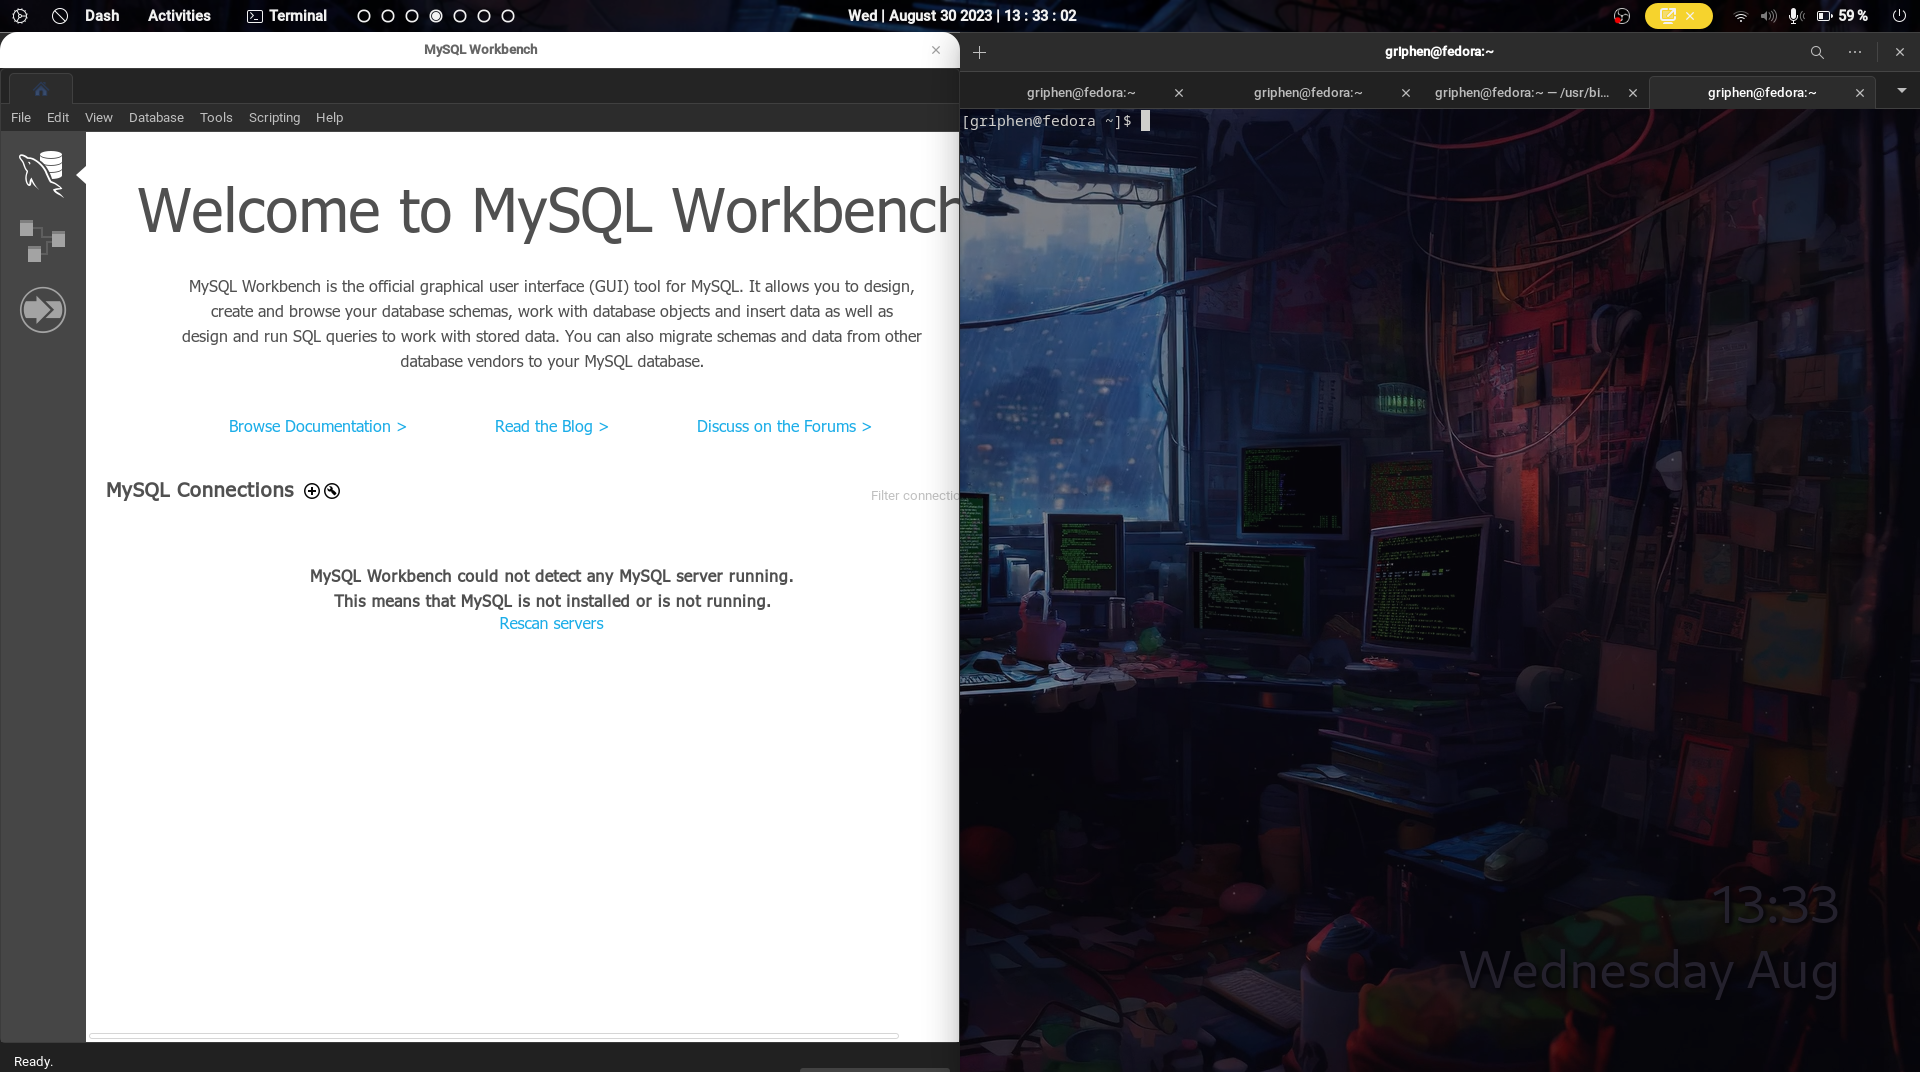 Dash Activities Terminal Wed | August 30 2023 | 13 : 33 : 02 59 %
MySQL Workbench
File Edit View Database Tools Scripting Help
Welcome to MySQL Workbench
MySQL Workbench is the official graphical user interface (GUI) tool for MySQL. It allows you to design,
create and browse your database schemas, work with database objects and insert data as well as
design and run SQL queries to work with stored data. You can also migrate schemas and data from other
database vendors to your MySQL database.
Browse Documentation > Read the Blog > Discuss on the Forums >
MySQL Connections
Filter connectio
MySQL Workbench could not detect any MySQL server running.
This means that MySQL is not installed or is not running.
Rescan servers
Ready.
griphen@fedora:~
griphen@fedora:~ griphen@fedora:~ griphen@fedora:~ — /usr/bi... griphen@fedora:~
[griphen@fedora ~]$
13:33
Wednesday Aug